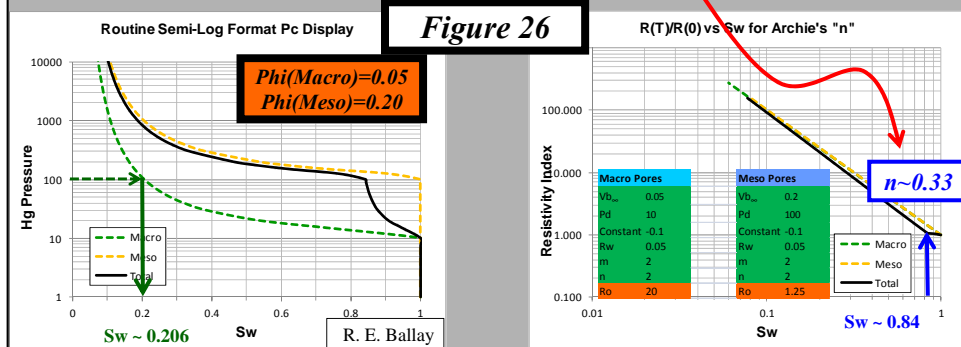 Figure 26
Routine Semi-Log Format Pc Display
Phi(Macro)=0.05
Phi(Meso)=0.20
10000
1000
100
10
1
Hg Pressure
Macro
Meso
Total
0
0.2
0.4
0.6
0.8
1
Sw
Sw ~ 0.206
R. E. Ballay
R(T)/R(0) vs Sw for Archie's "n"
100.000
10.000
1.000
0.100
Resistivity Index
n~0.33
Macro Pores
Vb∞ 0.05
Pd 10
Constant -0.1
Rw 0.05
m 2
n 2
Ro 20
Meso Pores
Vb∞ 0.2
Pd 100
Constant -0.1
Rw 0.05
m 2
n 2
Ro 1.25
Macro
Meso
Total
0.01
0.1
1
Sw
Sw ~ 0.84